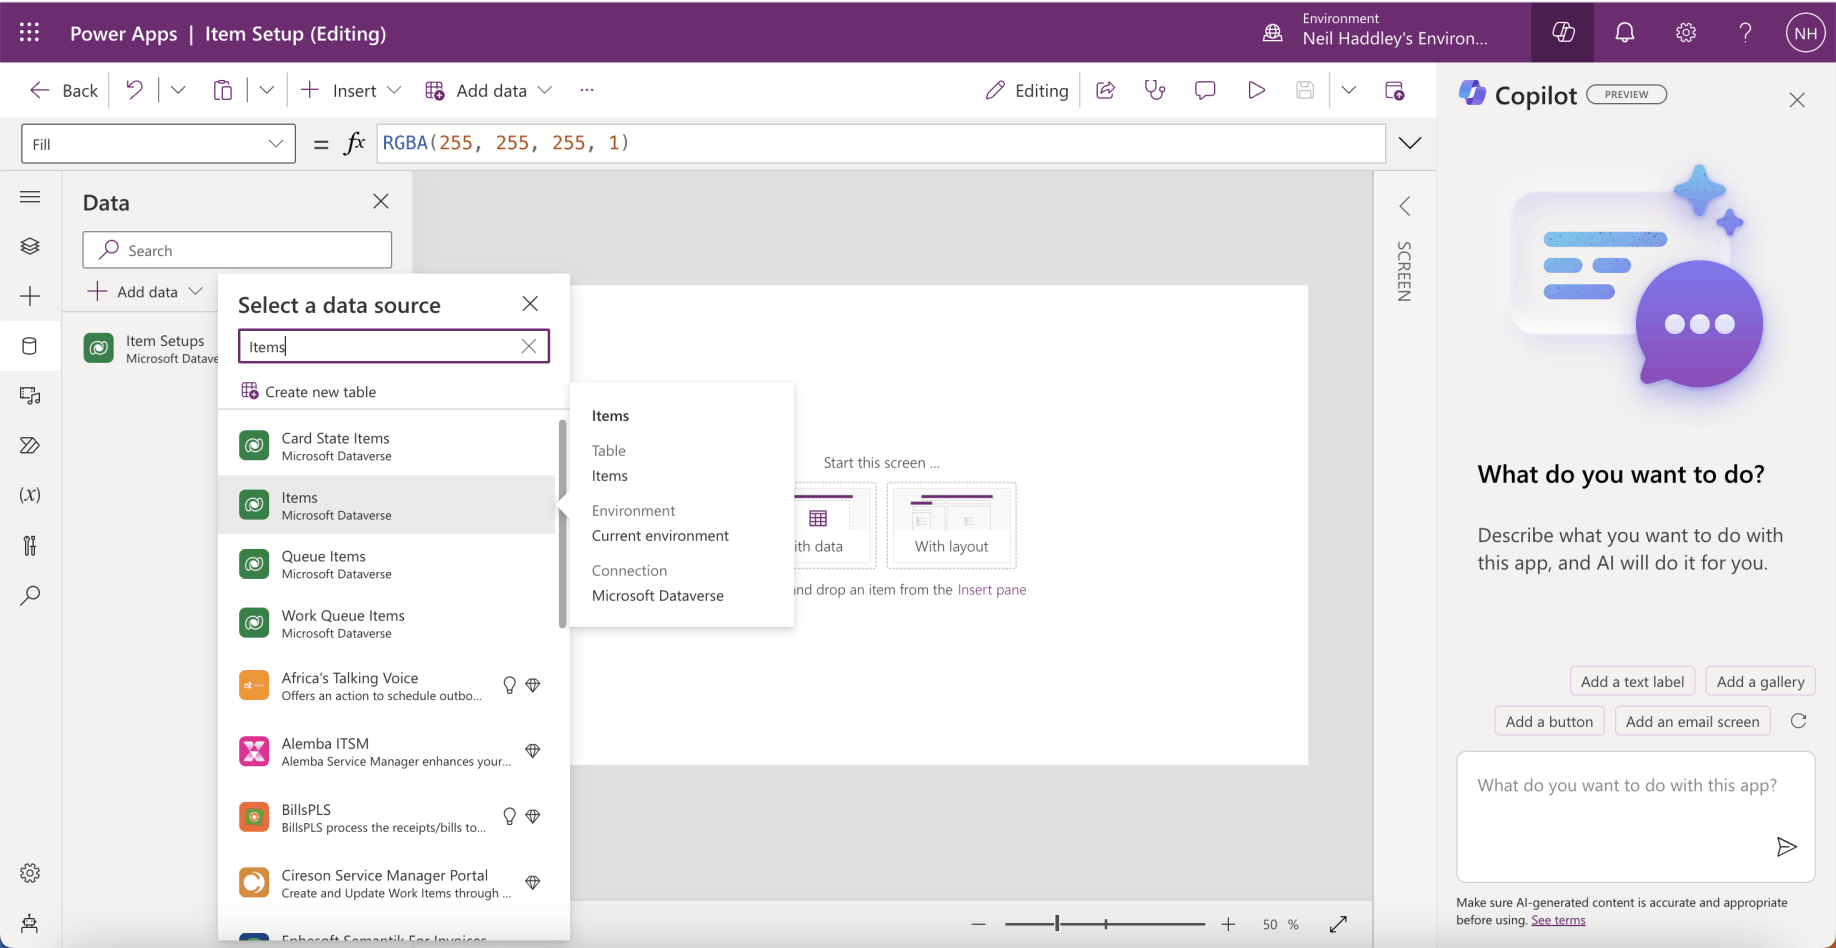 Power Apps | Item Setup (Editing)
Environment
Neil Haddley's Environ...
NH
Back
Insert
Add data
...
Editing
Fill
= fx
RGBA(255, 255, 255, 1)
Data
Search
Add data
Item Setups
Microsoft Datave
Select a data source
Items
Create new table
Card State Items
Microsoft Dataverse
Items
Microsoft Dataverse
Queue Items
Microsoft Dataverse
Work Queue Items
Microsoft Dataverse
Africa's Talking Voice
Offers an action to schedule outbo...
Alemba ITSM
Alemba Service Manager enhances your...
BillsPLS
BillsPLS process the receipts/bills to...
Cireson Service Manager Portal
Create and Update Work Items through ...
Ephesoft Semantik For Invoices
Items
Table
Items
Environment
Current environment
Connection
Microsoft Dataverse
Start this screen ...
ith data
With layout
nd drop an item from the Insert pane
50 %
SCREEN
Copilot
PREVIEW
What do you want to do?
Describe what you want to do with
this app, and AI will do it for you.
Add a text label
Add a gallery
Add a button
Add an email screen
What do you want to do with this app?
Make sure AI-generated content is accurate and appropriate
before using. See terms
(x)
?